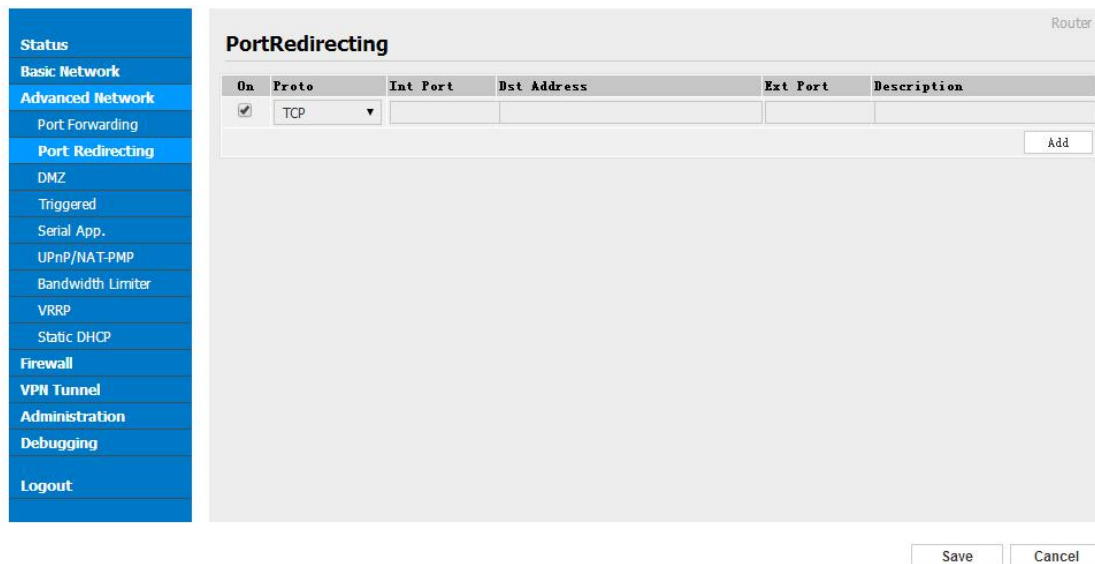 Router
Status
Basic Network
Advanced Network
Port Forwarding
Port Redirecting
DMZ
Triggered
Serial App.
UPnP/NAT-PMP
Bandwidth Limiter
VRRP
Static DHCP
Firewall
VPN Tunnel
Administration
Debugging
Logout
PortRedirecting
On Proto Int Port Dst Address Ext Port Description
TCP
Add
Save Cancel